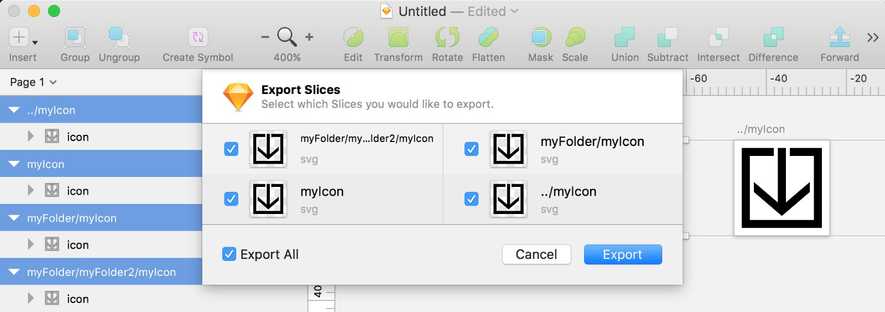 Untitled — Edited
Insert
Group
Ungroup
Create Symbol
400%
Edit
Transform
Rotate
Flatten
Mask
Scale
Union
Subtract
Intersect
Difference
Forward
Page 1
../myIcon
icon
myIcon
icon
myFolder/myIcon
icon
myFolder/myFolder2/myIcon
icon
Export Slices
Select which Slices you would like to export.
myFolder/my...lder2/myIcon
svg
myFolder/myIcon
svg
myIcon
svg
../myIcon
svg
Export All
Cancel
Export
-60
-40
-20
../myIcon